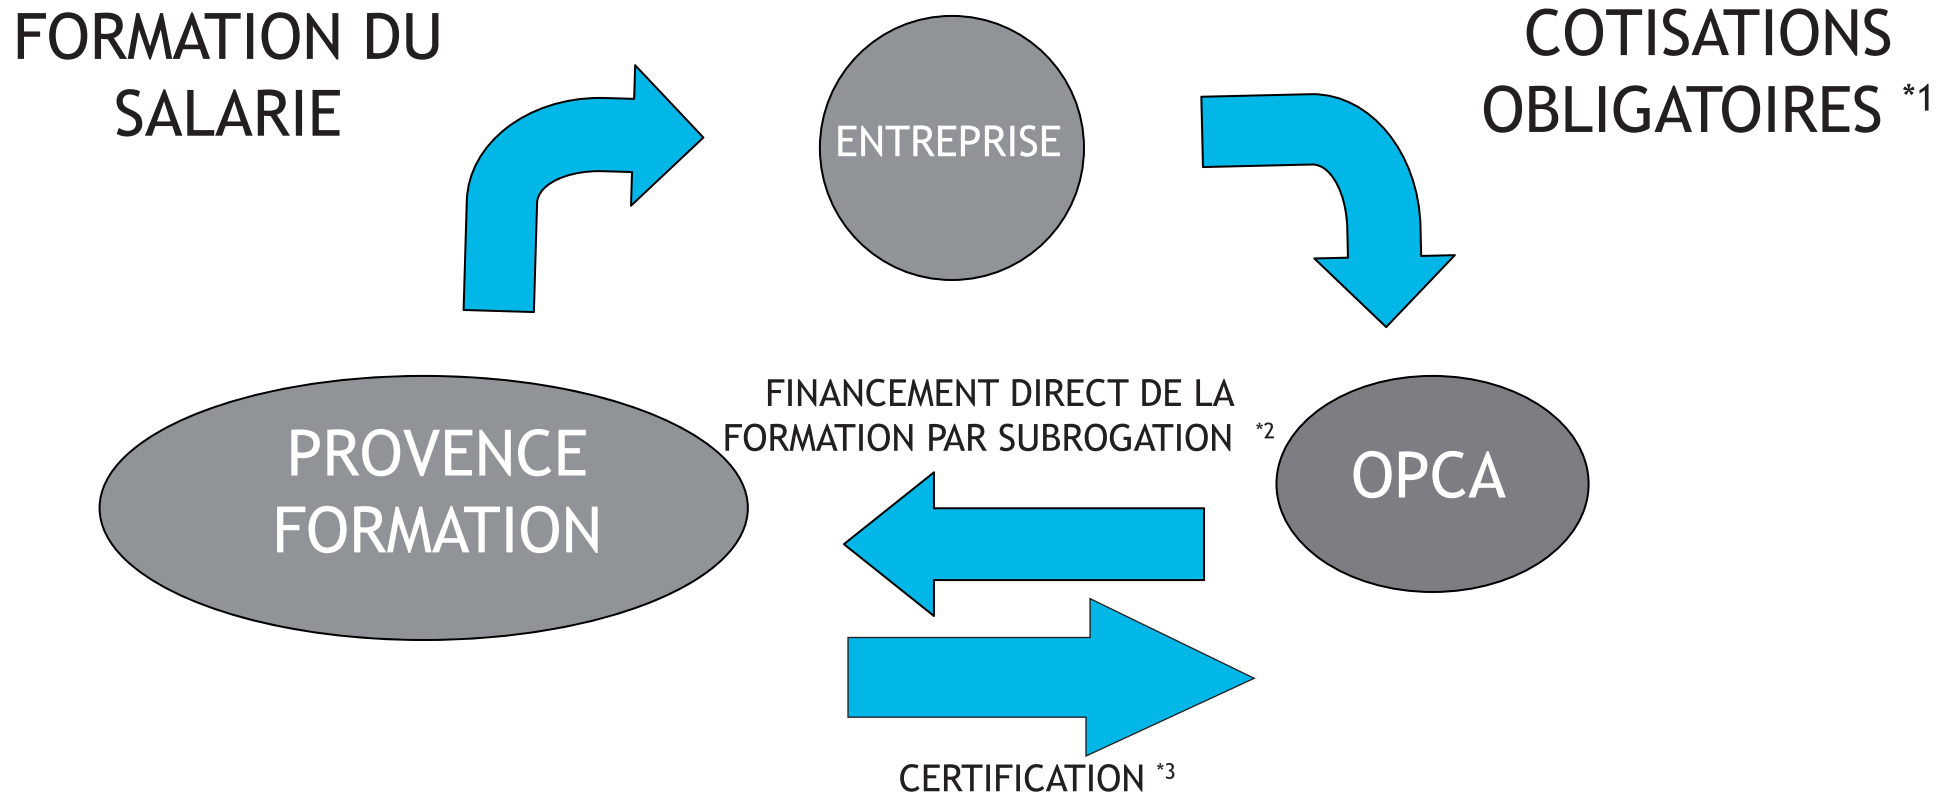 FORMATION DU
SALARIE
ENTREPRISE
COTISATIONS
OBLIGATOIRES *1
FINANCEMENT DIRECT DE LA
FORMATION PAR SUBROGATION *2
PROVENCE
FORMATION
OPCA
CERTIFICATION *3